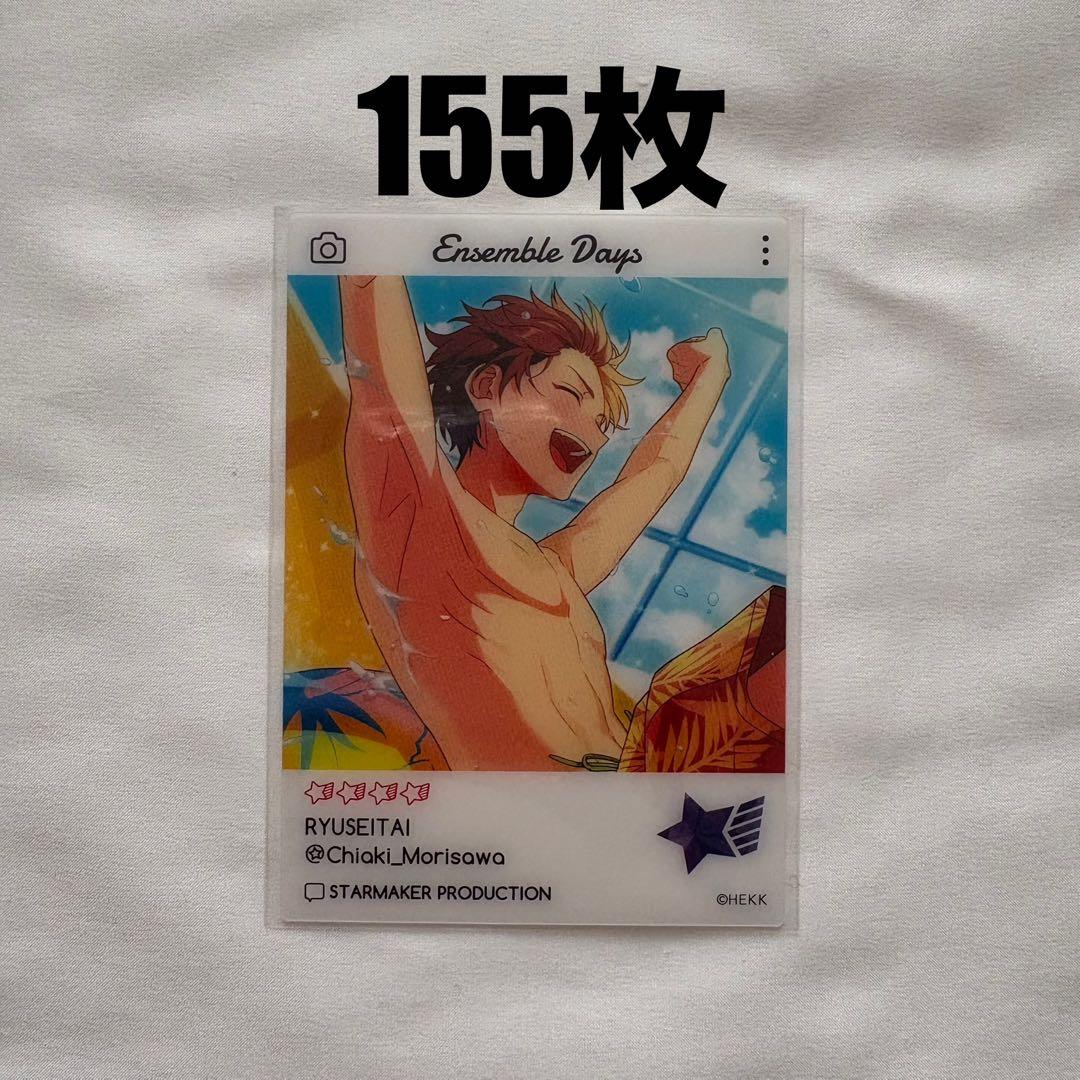 155枚
Ensemble Days
RYUSEITAI
@Chiaki_Morisawa
STARMAKER PRODUCTION
©HEKK